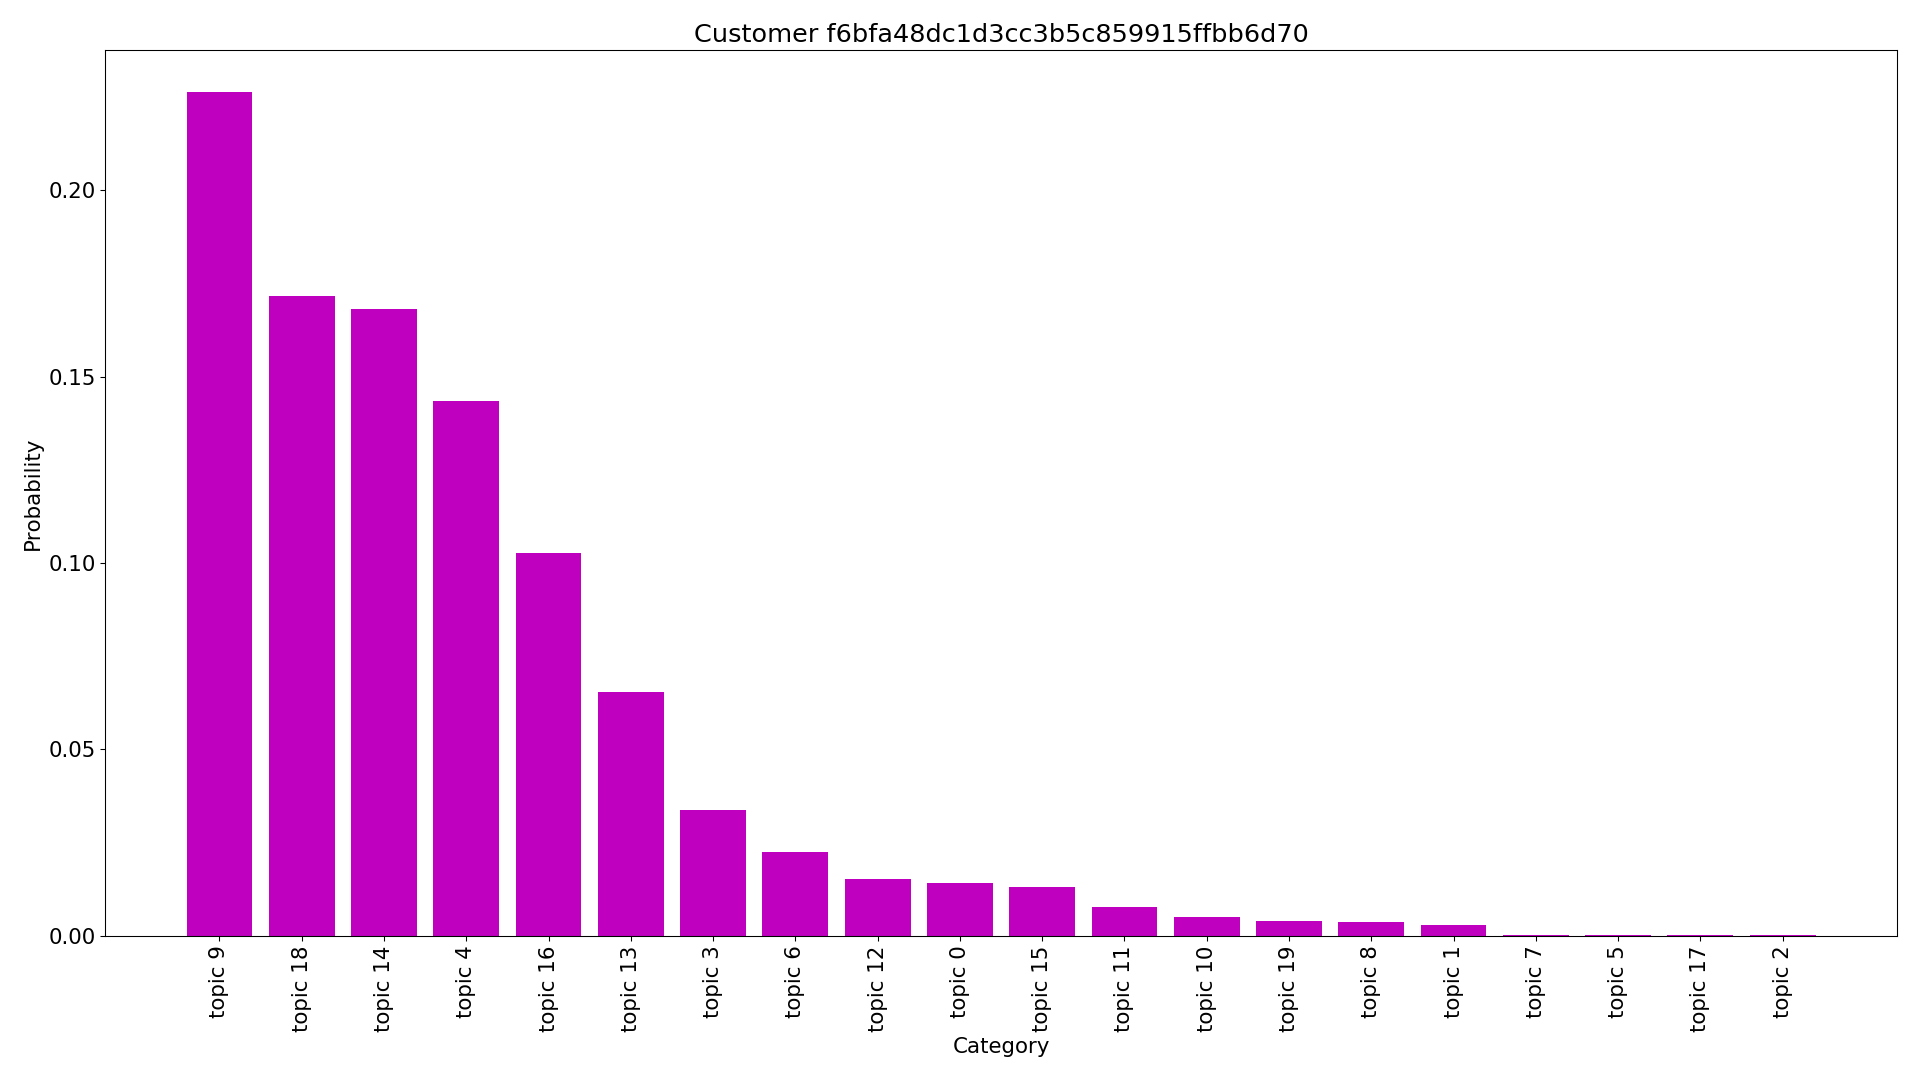 Customer f6bfa48dc1d3cc3b5c859915ffbb6d70
Probability
0.20
0.15
0.10
0.05
0.00
topic 9
topic 18
topic 14
topic 4
topic 16
topic 13
topic 3
topic 6
topic 12
topic 0
topic 15
topic 11
topic 10
topic 19
topic 8
topic 1
topic 7
topic 5
topic 17
topic 2
Category